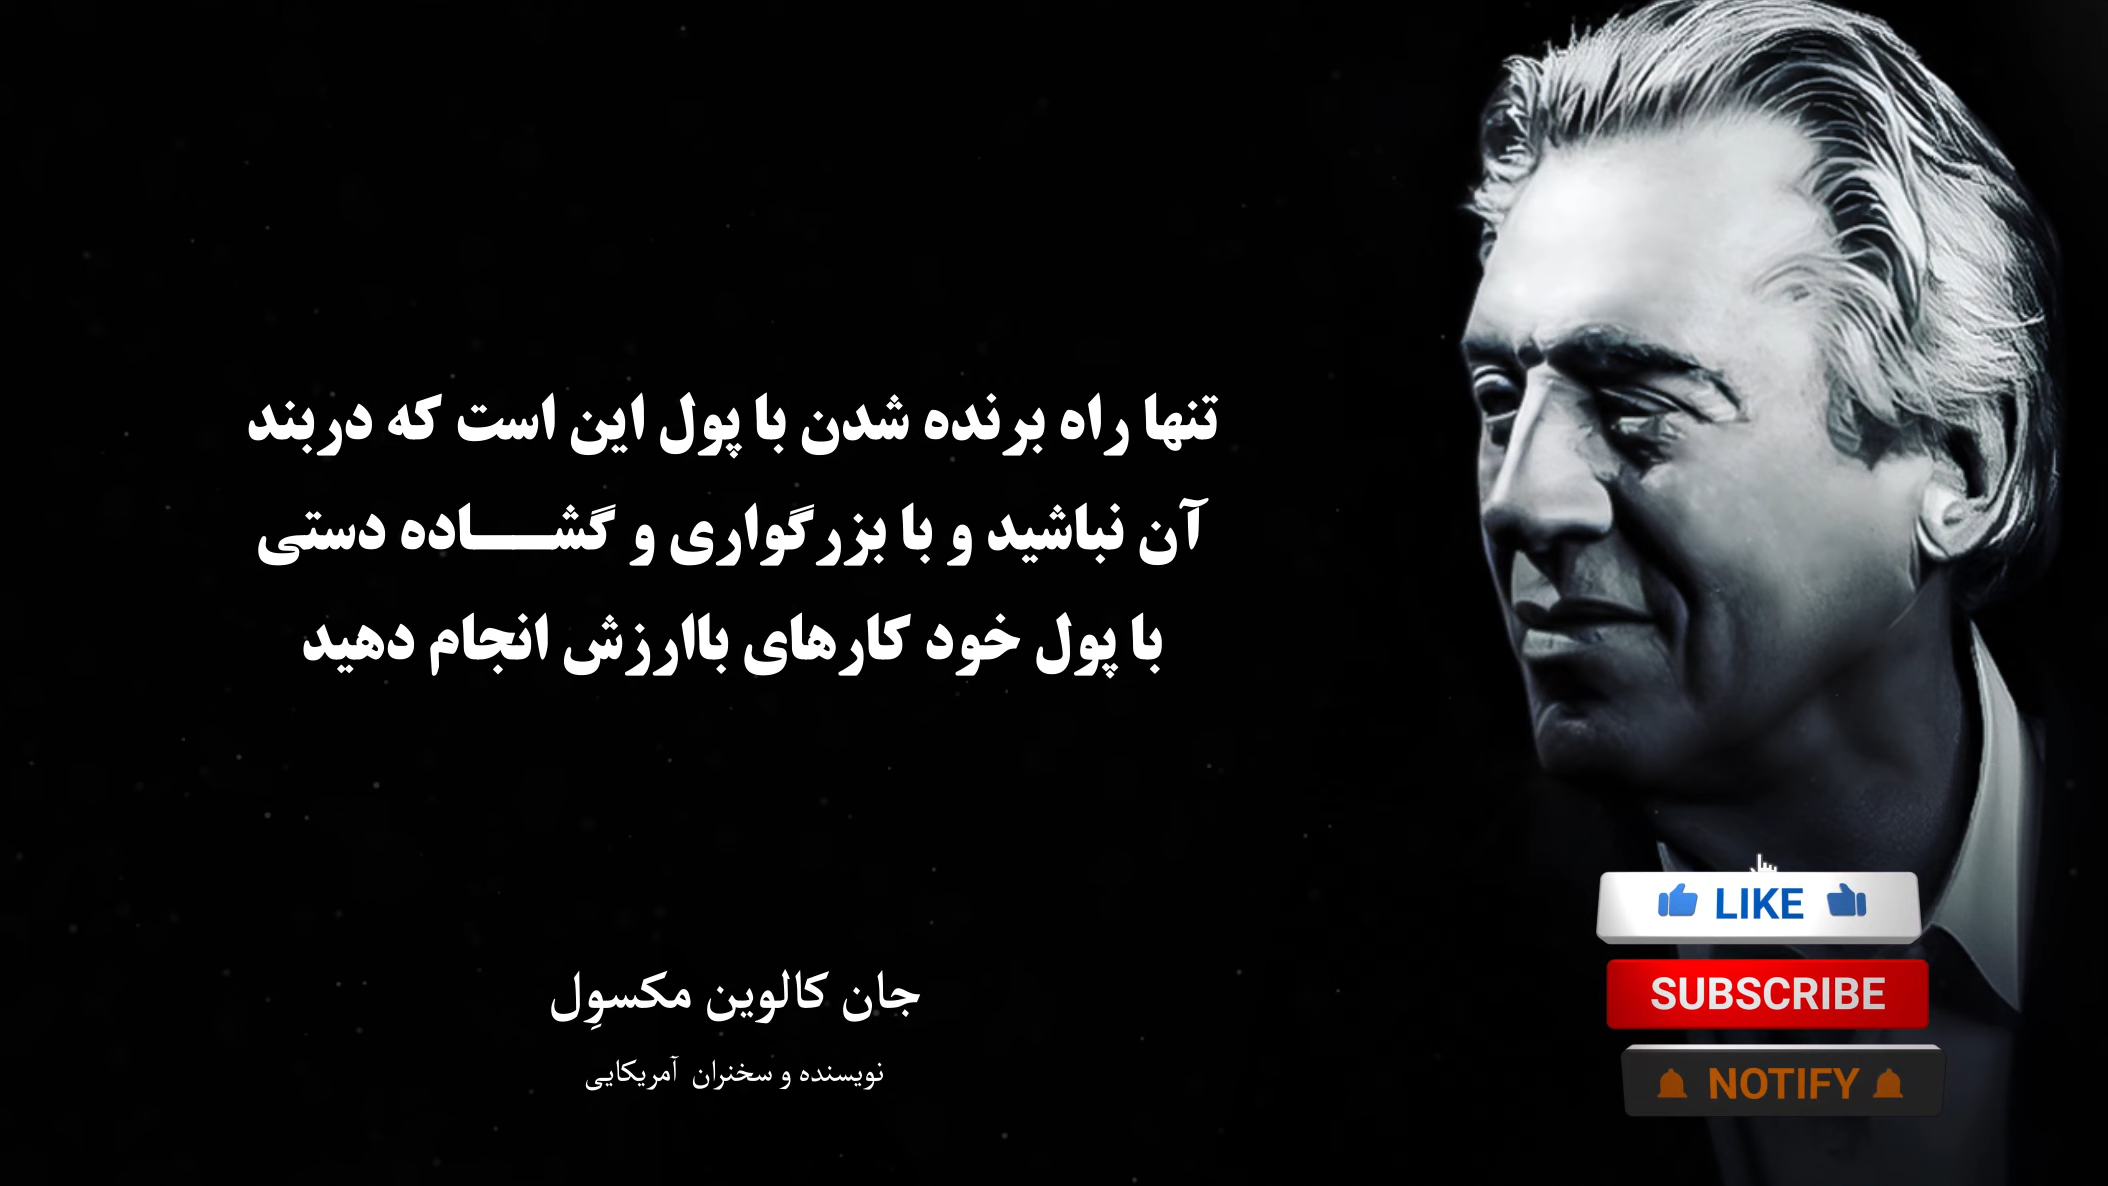 تنها راه برنده شدن با پول این است که دربند
آن نباشید و با بزرگواری و گشـــاده دستی
با پول خود کارهای باارزش انجام دهید
جان کالوین مکسوِل
نویسنده و سخنران آمریکایی
LIKE
SUBSCRIBE
NOTIFY